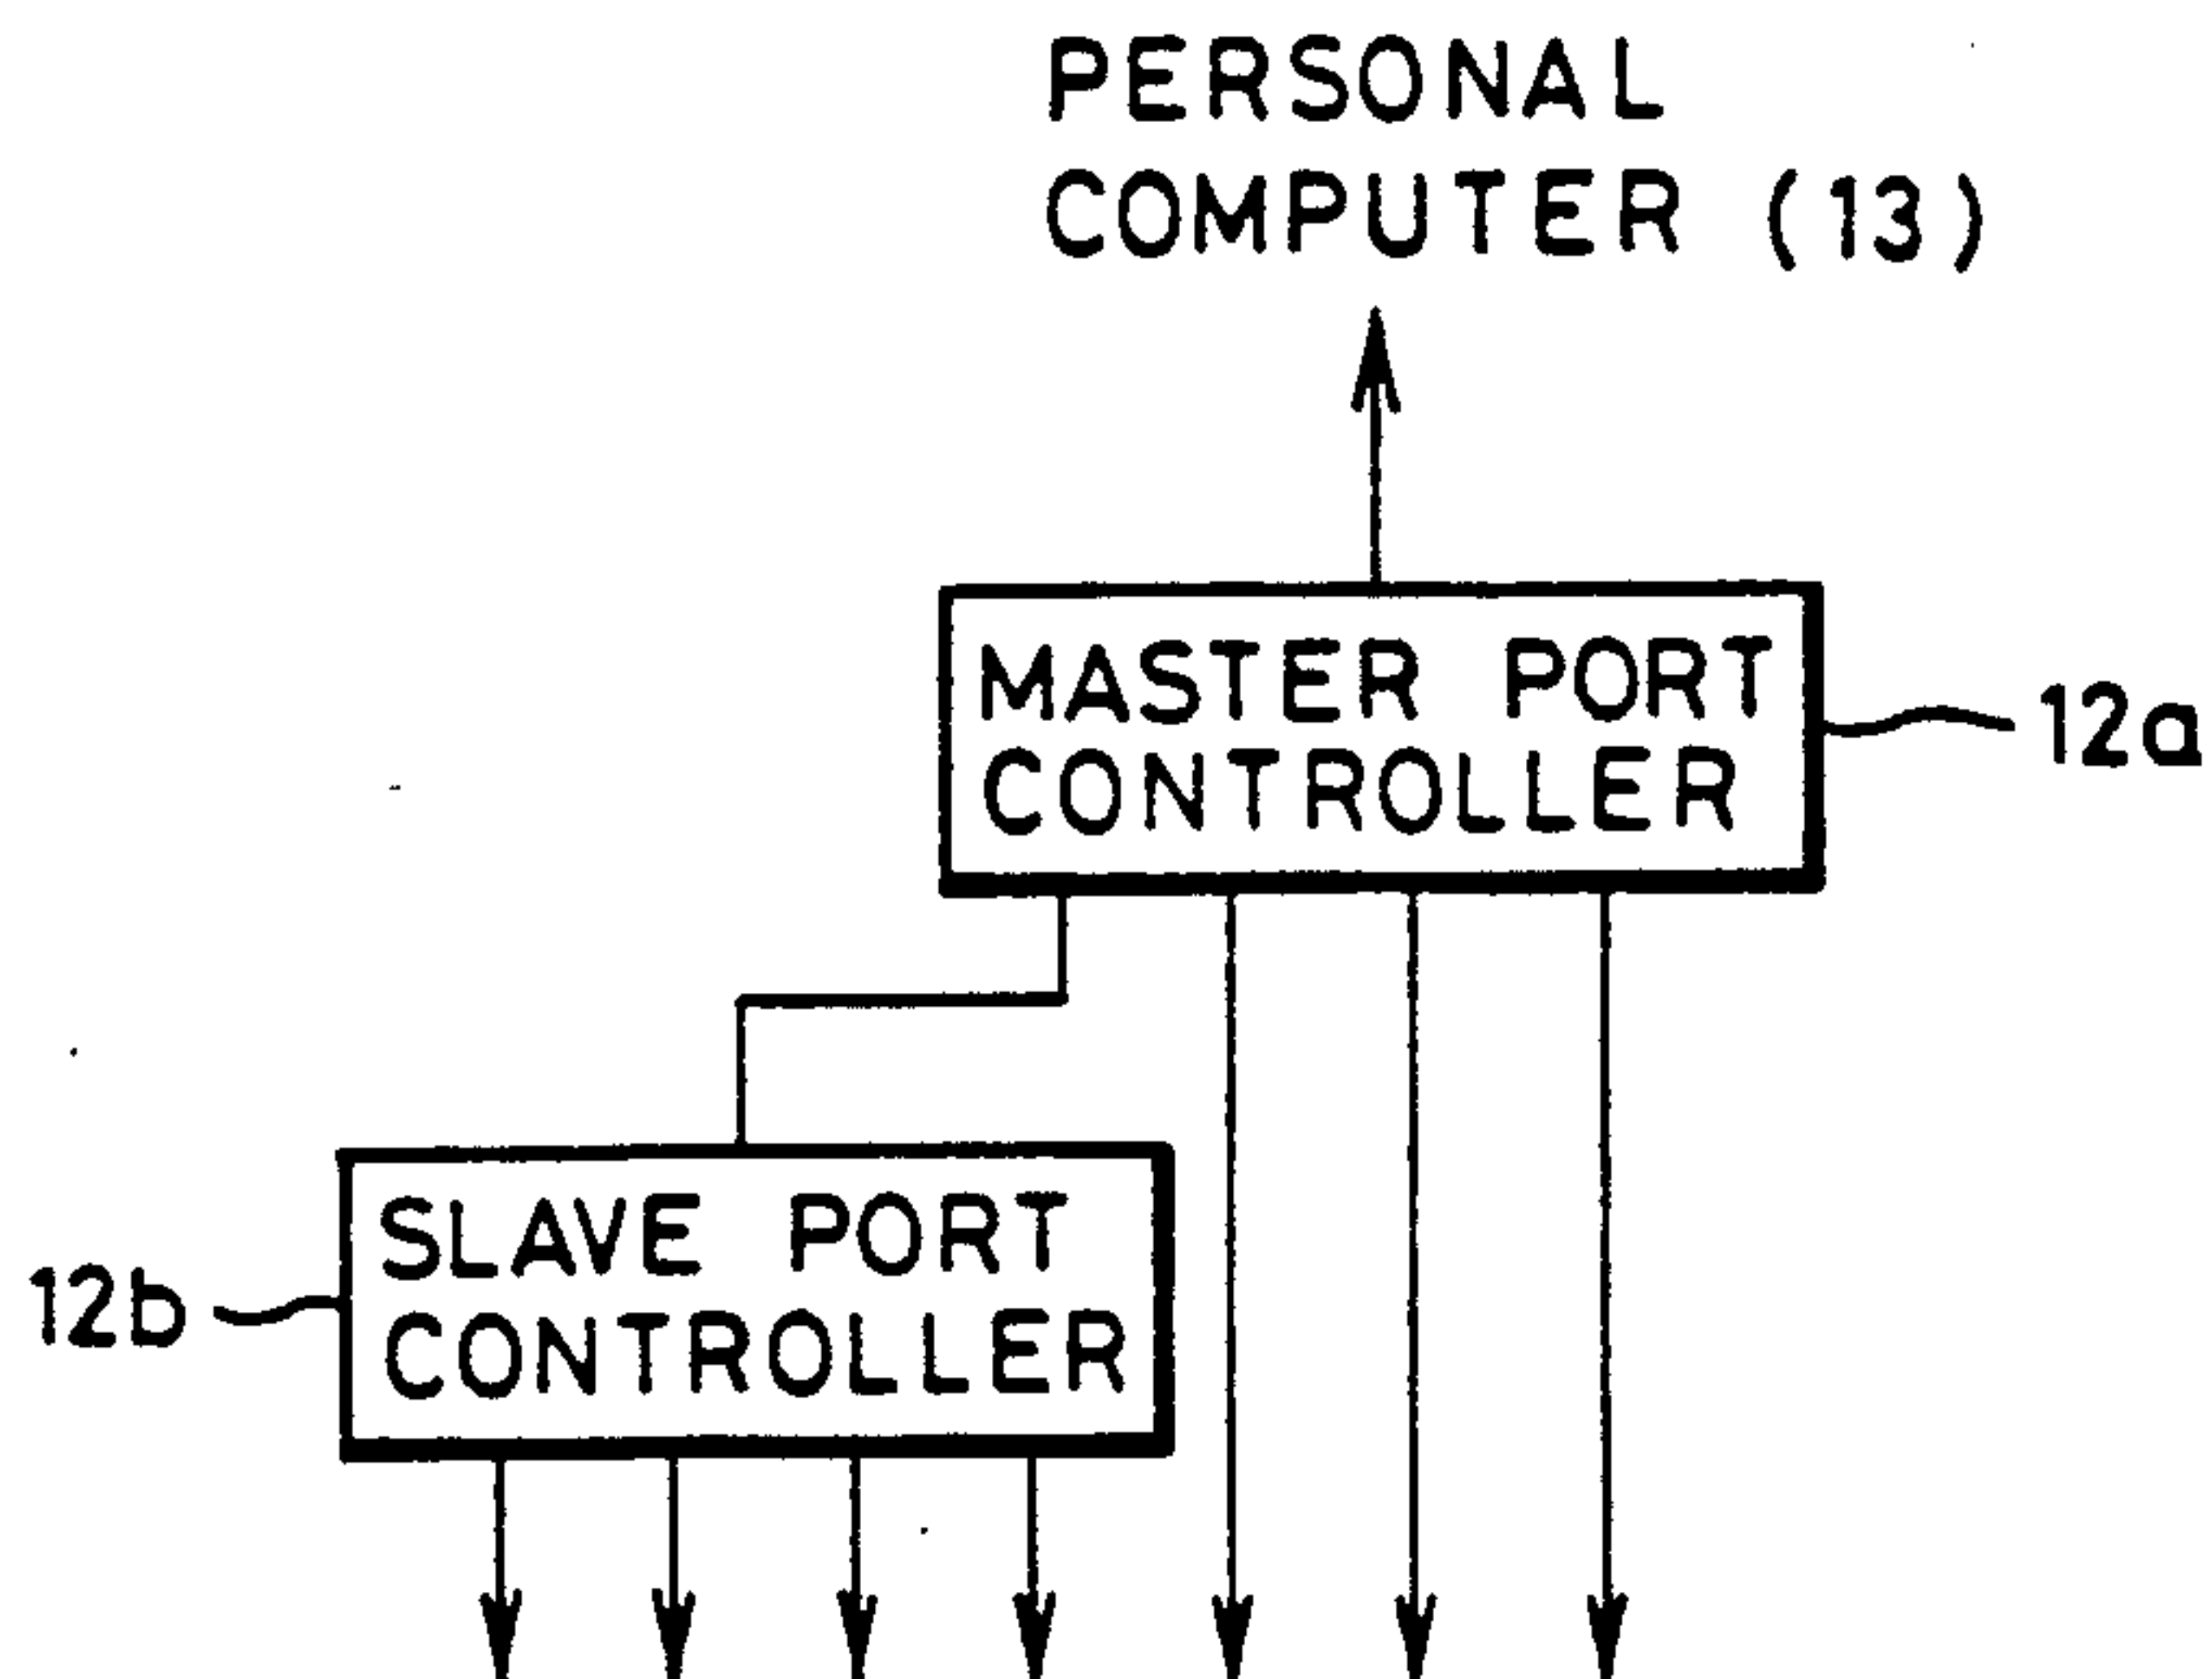 PERSONAL
COMPUTER (13)
MASTER PORT
CONTROLLER
12a
SLAVE PORT
CONTROLLER
12b